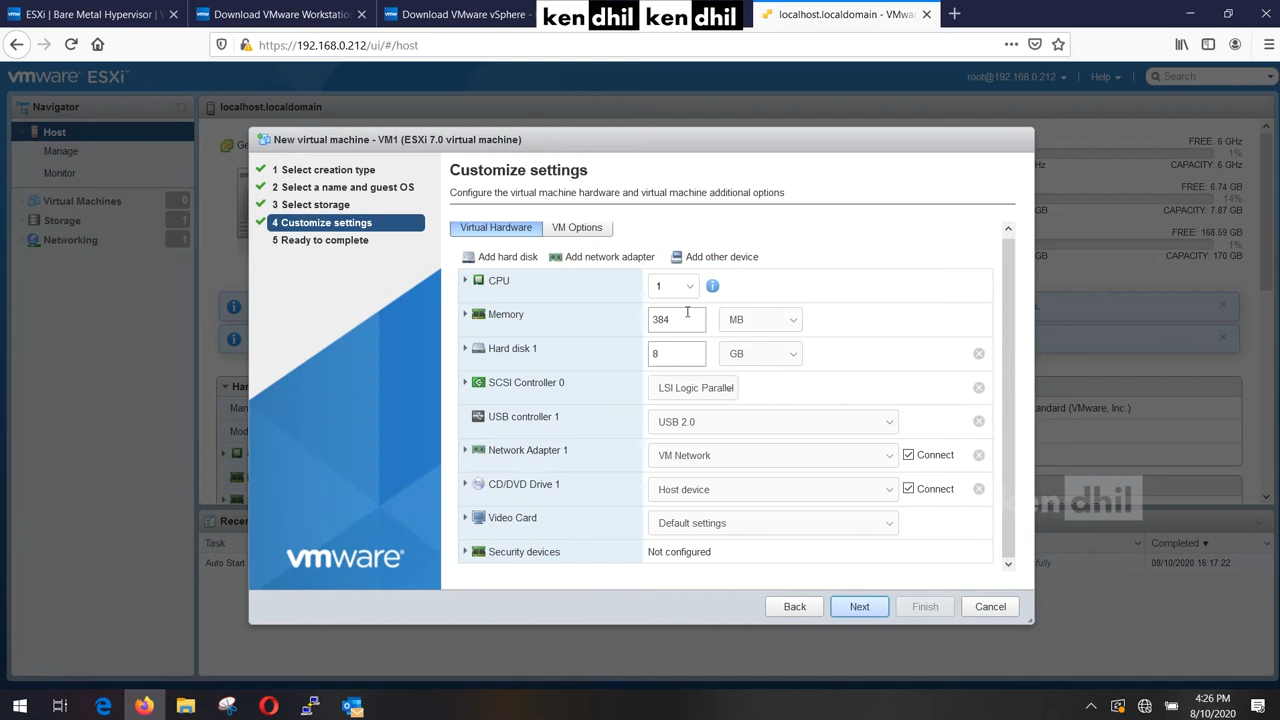 ESXi | Bare Metal Hypervisor |
Download VMware Workstation
Download VMware vSphere -
ken dhil ken dhil
localhost.localdomain - VMwa
https://192.168.0.212/ui/#/host
vmware ESXi
root@192.168.0.212
Help
Search
Navigator
localhost.localdomain
Host
Manage
Monitor
Virtual Machines 0
Storage 1
Networking 1
FREE: 6 GHz
1%
CAPACITY: 6 GHz
FREE: 6.74 GB
CAPACITY: 7.87 GB
FREE: 168.59 GB
1%
CAPACITY: 170 GB
New virtual machine - VM1 (ESXi 7.0 virtual machine)
1 Select creation type
2 Select a name and guest OS
3 Select storage
4 Customize settings
5 Ready to complete
vmware
Customize settings
Configure the virtual machine hardware and virtual machine additional options
Virtual Hardware
VM Options
Add hard disk
Add network adapter
Add other device
CPU 1
Memory 384 MB
Hard disk 1 8 GB
SCSI Controller 0 LSI Logic Parallel
USB controller 1 USB 2.0
Network Adapter 1 VM Network Connect
CD/DVD Drive 1 Host device Connect
Video Card Default settings
Security devices Not configured
Back
Next
Finish
Cancel
ken dhil
Task
Completed
Auto Start
08/10/2020 16:17:22
4:26 PM
8/10/2020